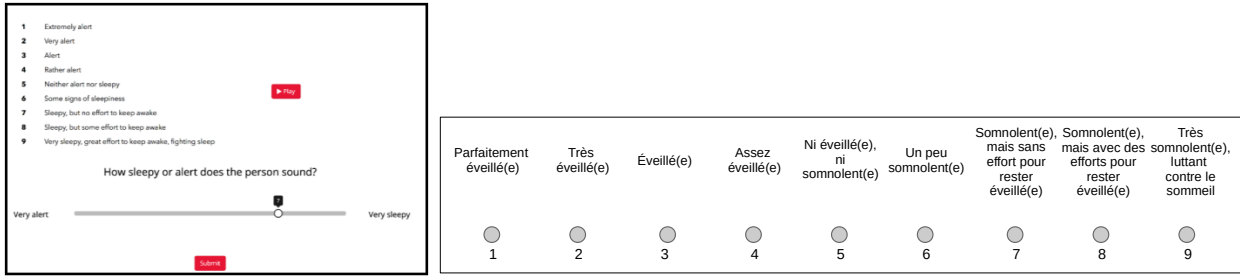 1 Extremely alert
2 Very alert
3 Alert
4 Rather alert
5 Neither alert nor sleepy
6 Some signs of sleepiness
7 Sleepy, but no effort to keep awake
8 Sleepy, but some effort to keep awake
9 Very sleepy, great effort to keep awake, fighting sleep
Play
How sleepy or alert does the person sound?
7
Very alert
Very sleepy
Submit
Parfaitement
éveillé(e)
Très
éveillé(e)
Éveillé(e)
Assez
éveillé(e)
Ni éveillé(e),
ni
somnolent(e)
Un peu
somnolent(e)
Somnolent(e),
mais sans
effort pour
rester
éveillé(e)
Somnolent(e),
mais avec des
efforts pour
rester
éveillé(e)
Très
somnolent(e),
luttant
contre le
sommeil
1 2 3 4 5 6 7 8 9